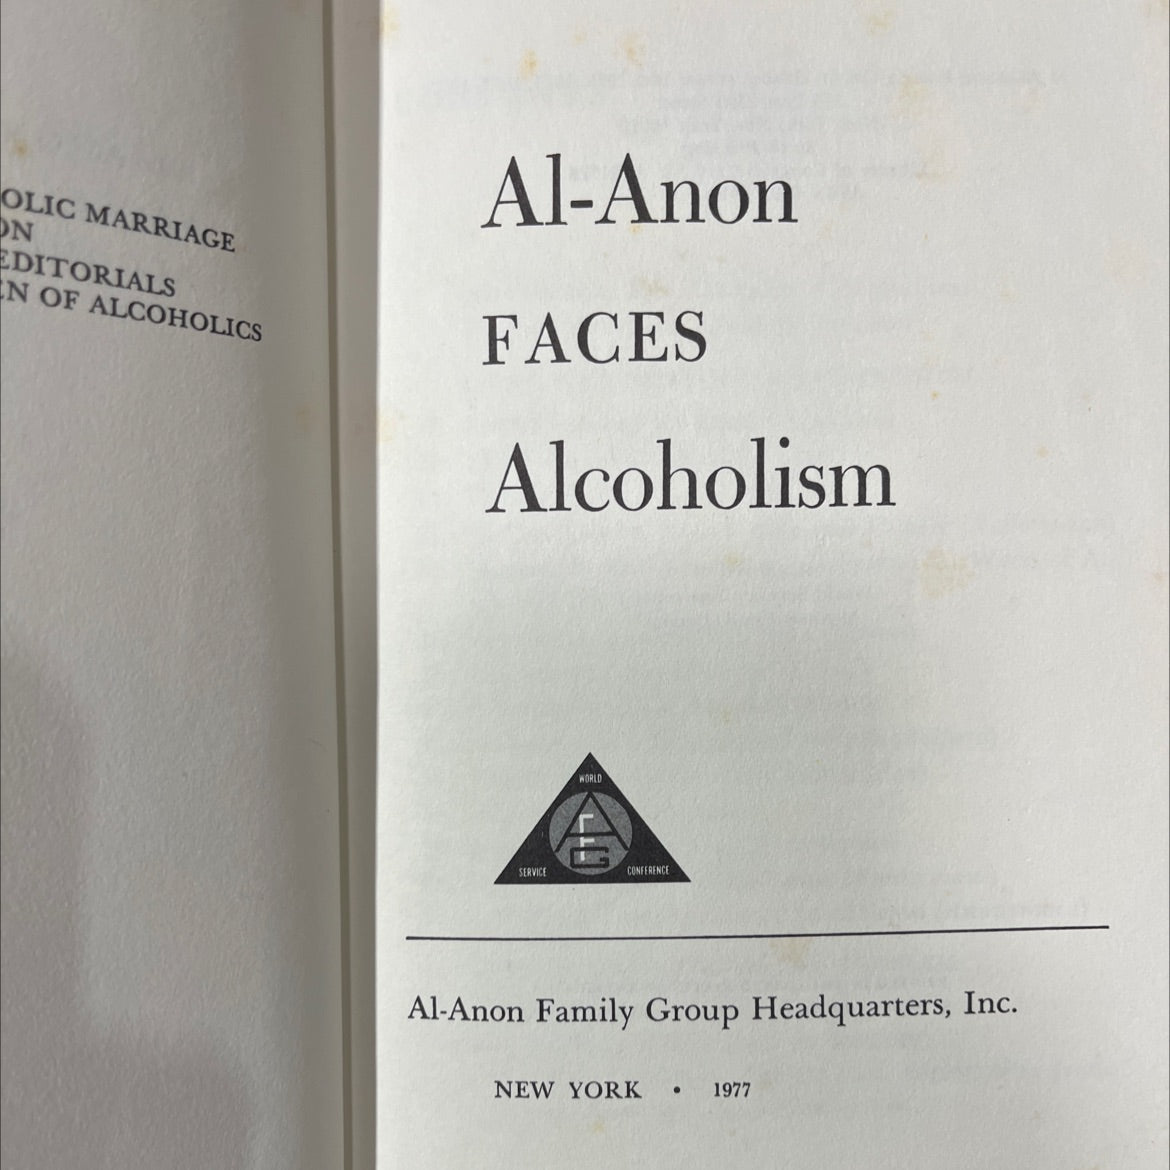 OLIC MARRIAGE
ON
EDITORIALS
EN OF ALCOHOLICS
Al-Anon
FACES
Alcoholism
WORLD
AFG
SERVICE CONFERENCE
Al-Anon Family Group Headquarters, Inc.
NEW YORK • 1977